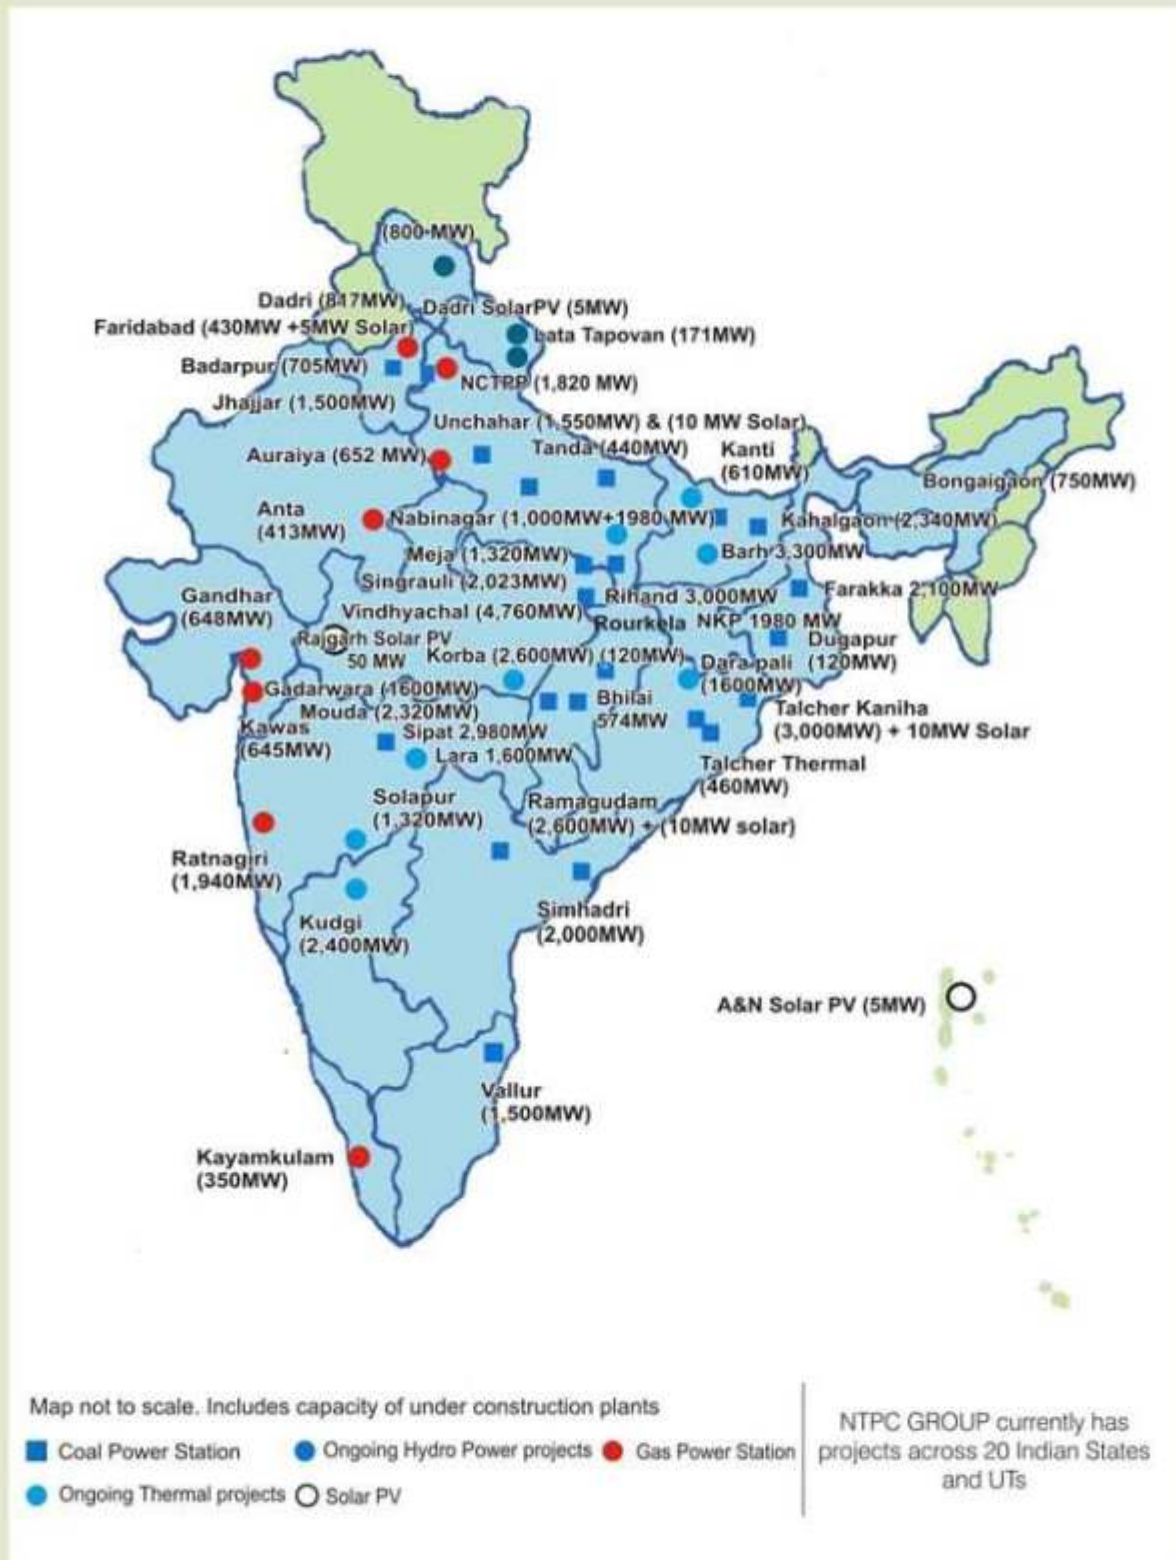 (800 MW)
Dadri (817MW)
Dadri SolarPV (5MW)
Faridabad (430MW +5MW Solar)
Lata Tapovan (171MW)
Badarpur (705MW)
NCTPP (1,820 MW)
Jhajjar (1,500MW)
Unchahar (1,550MW) & (10 MW Solar)
Auraiya (652 MW)
Tanda (440MW)
Kanti
(610MW)
Bongaigaon (750MW)
Anta
(413MW)
Nabinagar (1,000MW+1980 MW)
Kahalgaon (2,340MW)
Meja (1,320MW)
Barh 3,300MW
Singrauli (2,023MW)
Gandhar
(648MW)
Rihand 3,000MW
Farakka 2,100MW
Vindhyachal (4,760MW)
Rourkela
NKP 1980 MW
Rajgarh Solar PV
50 MW
Korba (2,600MW) (120MW)
Dugapur
(120MW)
Darapali
(1600MW)
Gadarwara (1600MW)
Mouda (2,320MW)
Bhilai
574MW
Talcher Kaniha
(3,000MW) + 10MW Solar
Kawas
(645MW)
Sipat 2,980MW
Lara 1,600MW
Talcher Thermal
(460MW)
Solapur
(1,320MW)
Ramagudam
(2,600MW) + (10MW solar)
Ratnagiri
(1,940MW)
Simhadri
(2,000MW)
Kudgi
(2,400MW)
A&N Solar PV (5MW)
Vallur
(1,500MW)
Kayamkulam
(350MW)
Map not to scale. Includes capacity of under construction plants
Coal Power Station
Ongoing Hydro Power projects
Gas Power Station
Ongoing Thermal projects
Solar PV
NTPC GROUP currently has
projects across 20 Indian States
and UTs